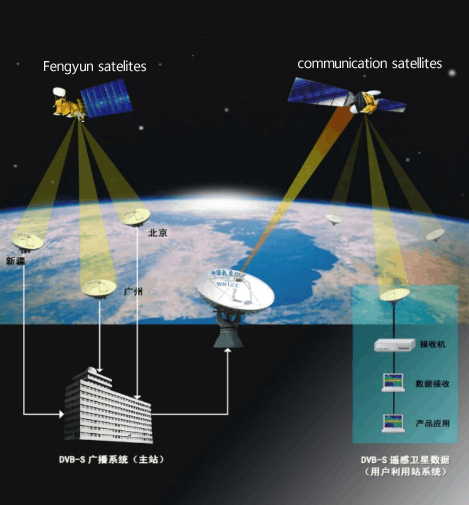 Fengyun satelites
communication satellites
北京
新疆
广州
接收机
数据接收
产品应用
DVB-S 广播系统（主站）
DVB-S 遥感卫星数据
（用户利用站系统）